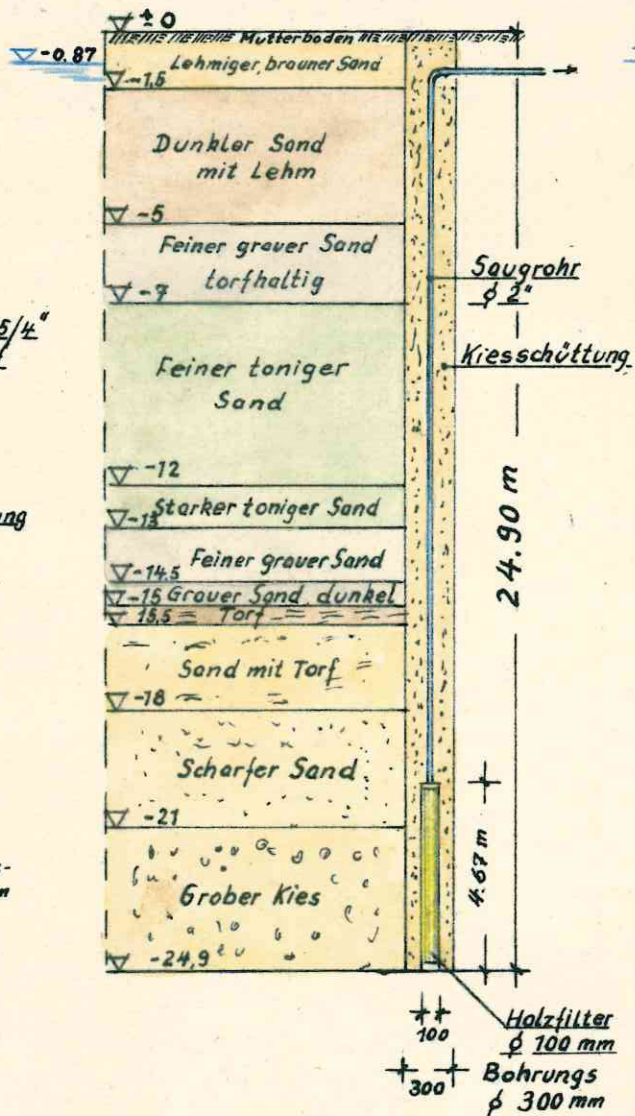 ± 0
Mutterboden
-0.87
Lehmiger, brauner Sand
-1,5
Dunkler Sand
mit Lehm
-5
Feiner grauer Sand
torfhaltig
-7
Saugrohr
φ 2"
5/4"
Kiesschüttung
Feiner toniger
Sand
-12
Starker toniger Sand
-13
ung
24.90 m
Feiner grauer Sand
-14.5
-15 Grauer Sand dunkel
15,5 Torf
Sand mit Torf
-18
Scharfer Sand
-21
4.67 m
Grober Kies
-24,9
100
Holzfilter
φ 100 mm
300
Bohrungs
φ 300 mm